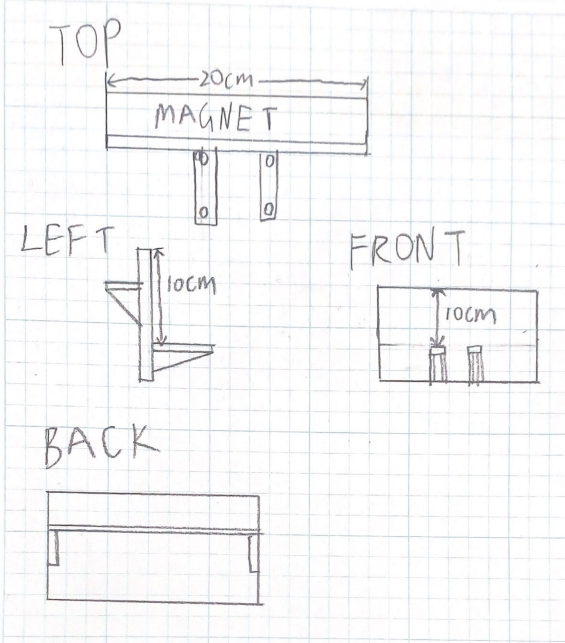 TOP
20cm
MAGNET
LEFT
10cm
FRONT
10cm
BACK